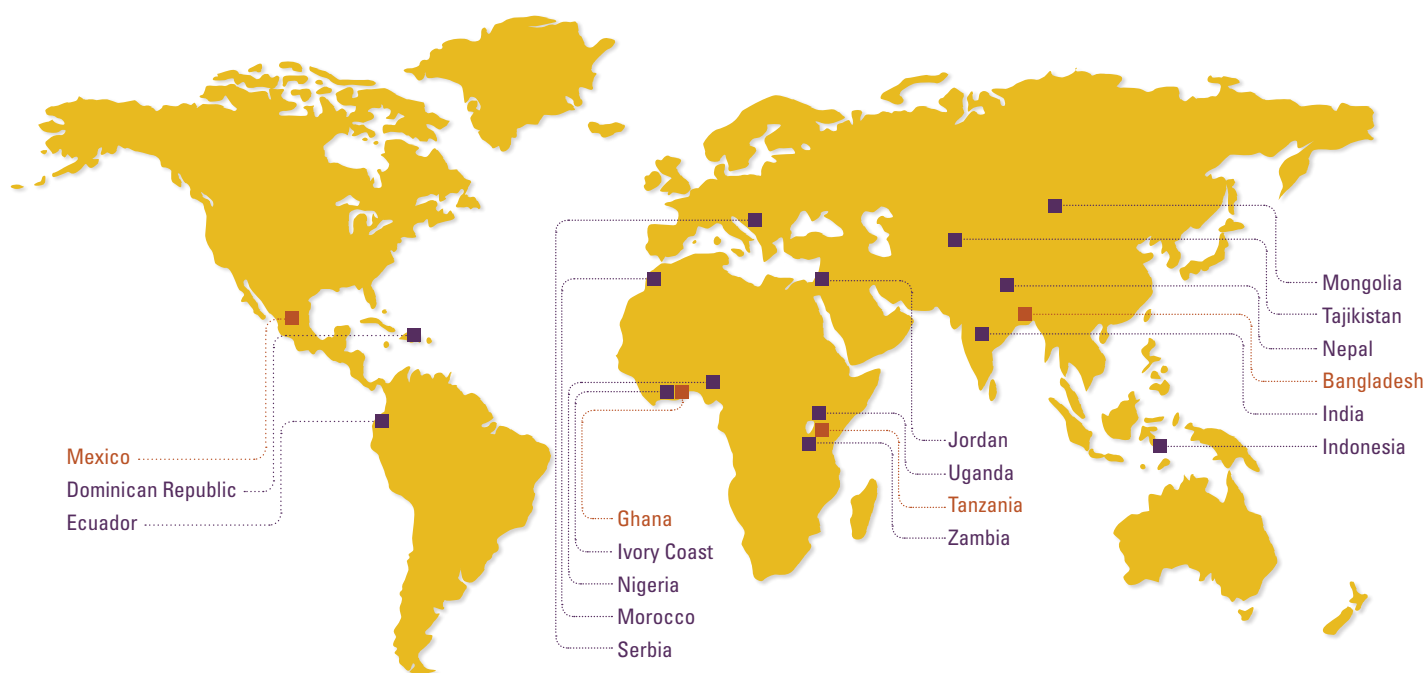 Mexico
Dominican Republic
Ecuador
Ghana
Ivory Coast
Nigeria
Morocco
Serbia
Jordan
Uganda
Tanzania
Zambia
Mongolia
Tajikistan
Nepal
Bangladesh
India
Indonesia